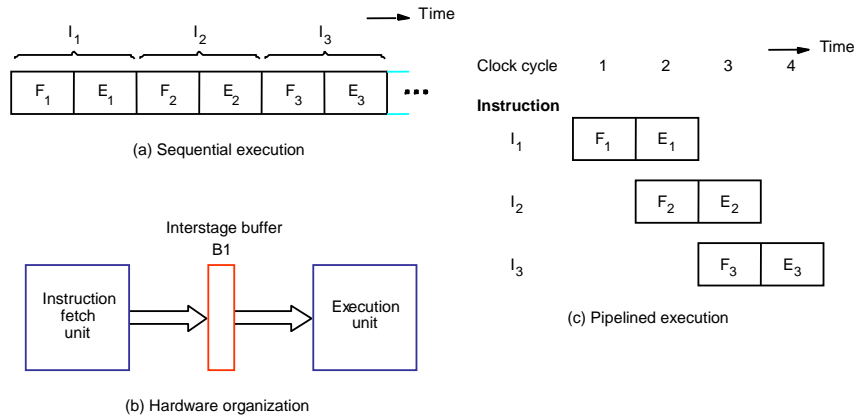 Time
I1 I2 I3
F1 E1 F2 E2 F3 E3
(a) Sequential execution
Interstage buffer
B1
Instruction
fetch
unit
Execution
unit
(b) Hardware organization
Time
Clock cycle 1 2 3 4
Instruction
I1 F1 E1
I2 F2 E2
I3 F3 E3
(c) Pipelined execution